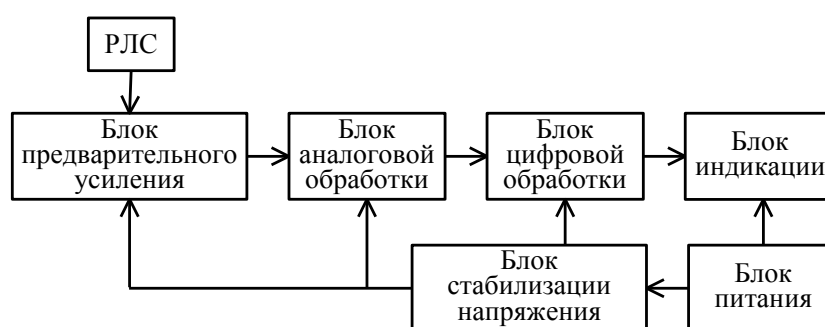 РЛС
Блок
предварительного
усиления
Блок
аналоговой
обработки
Блок
цифровой
обработки
Блок
индикации
Блок
стабилизации
напряжения
Блок
питания